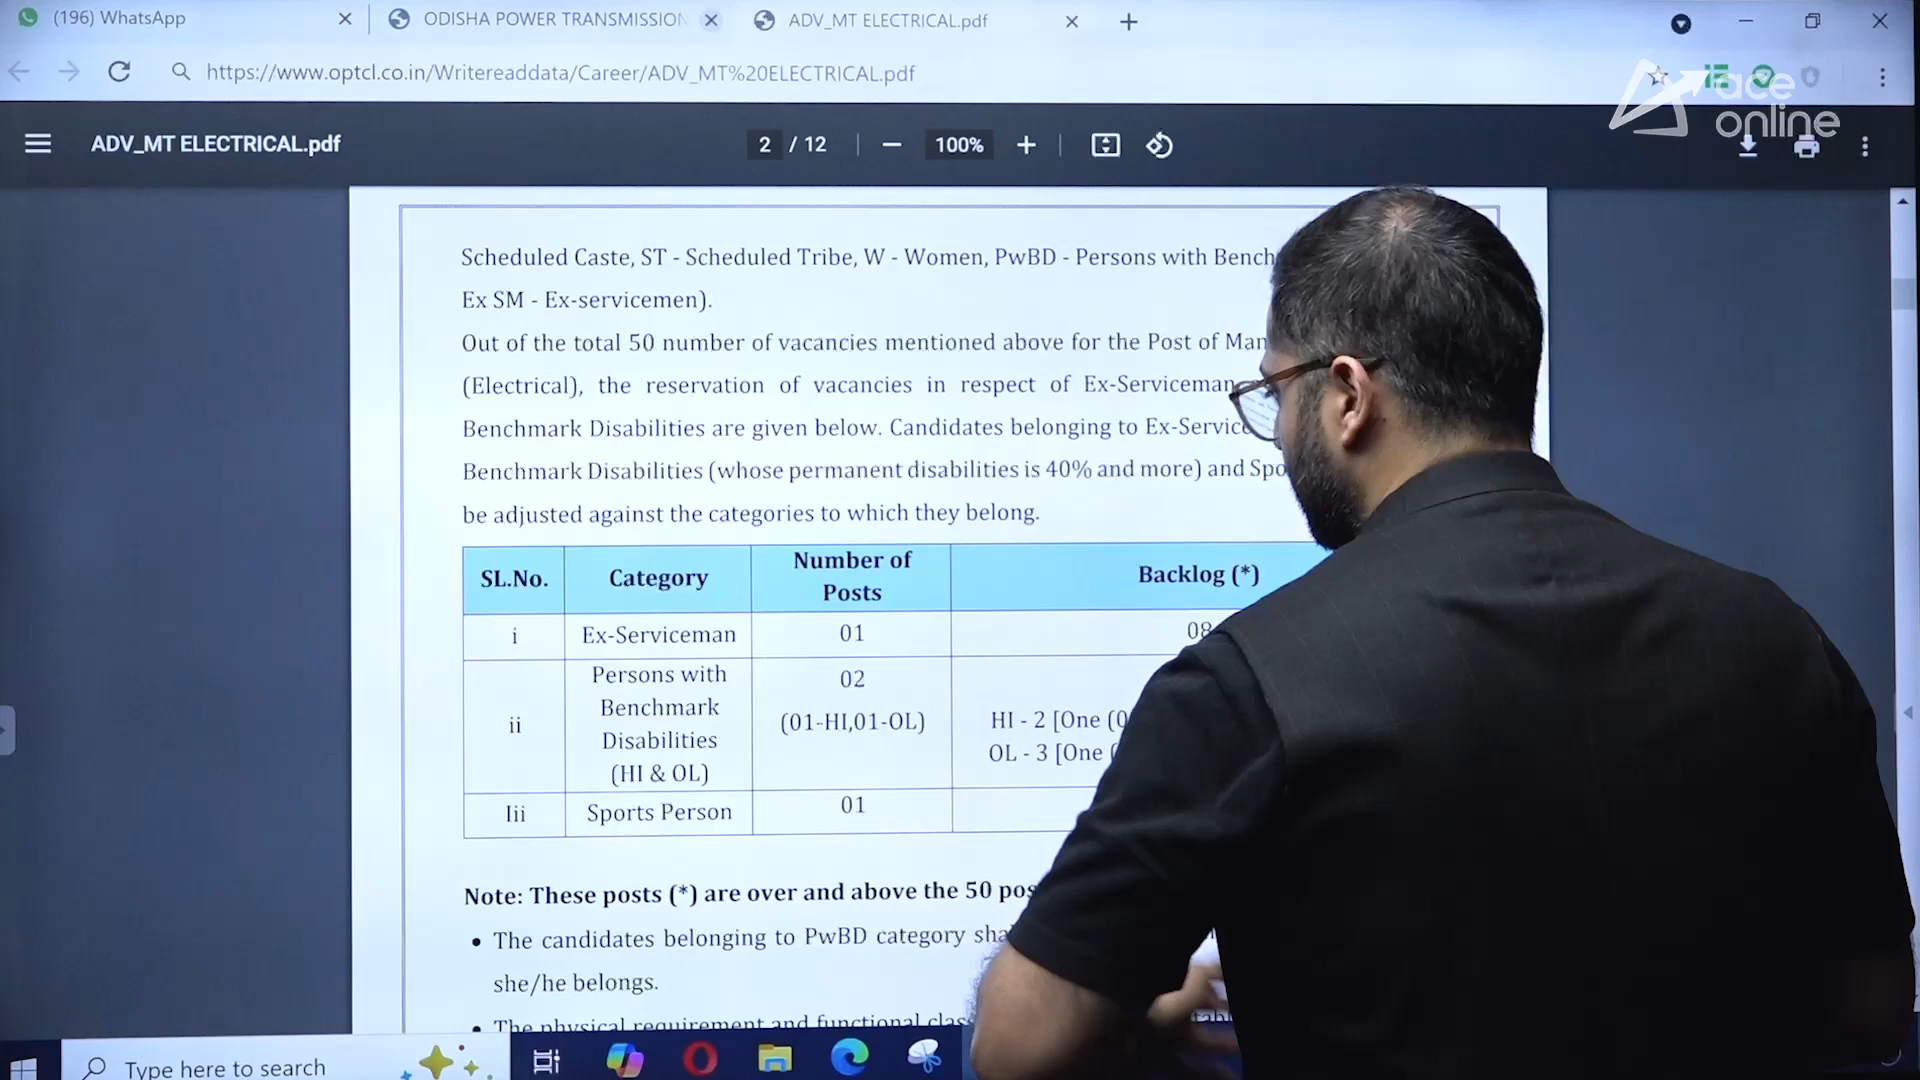 (196) WhatsApp
ODISHA POWER TRANSMISSION
ADV_MT ELECTRICAL.pdf
https://www.optcl.co.in/Writereaddata/Career/ADV_MT%20ELECTRICAL.pdf
ace
online
ADV_MT ELECTRICAL.pdf
2 / 12
100%
Scheduled Caste, ST - Scheduled Tribe, W - Women, PwBD - Persons with
Ex SM - Ex-servicemen).
Out of the total 50 number of vacancies mentioned above for the Post of
(Electrical), the reservation of vacancies in respect of Ex-Serviceman
Benchmark Disabilities are given below. Candidates belonging to
Benchmark Disabilities (whose permanent disabilities is 40% and more) and
be adjusted against the categories to which they belong.
SL.No. Category Number of Posts Backlog (*)
i Ex-Serviceman 01 08
ii Persons with Benchmark Disabilities (HI & OL) 02 (01-HI,01-OL) HI - 2 [One
OL - 3 [One
Iii Sports Person 01
Note: These posts (*) are over and above the 50
• The candidates belonging to PwBD category
she/he belongs.
• The physical requirement and functional
Type here to search